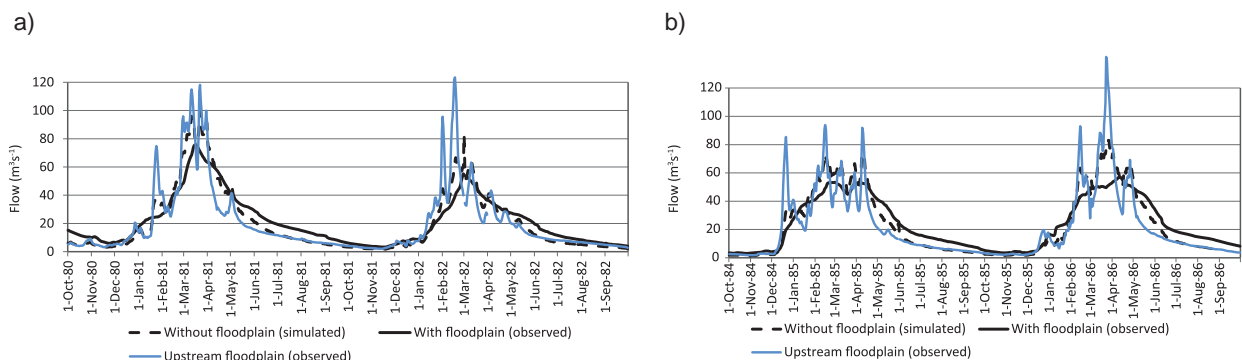 a)
b)
Flow (m³s⁻¹)
120
100
80
60
40
20
0
1-Oct-80
1-Nov-80
1-Dec-80
1-Jan-81
1-Feb-81
1-Mar-81
1-Apr-81
1-May-81
1-Jun-81
1-Jul-81
1-Aug-81
1-Sep-81
1-Oct-81
1-Nov-81
1-Dec-81
1-Jan-82
1-Feb-82
1-Mar-82
1-Apr-82
1-May-82
1-Jun-82
1-Jul-82
1-Aug-82
1-Sep-82
Without floodplain (simulated)
With floodplain (observed)
Upstream floodplain (observed)
Flow (m³s⁻¹)
120
100
80
60
40
20
0
1-Oct-84
1-Nov-84
1-Dec-84
1-Jan-85
1-Feb-85
1-Mar-85
1-Apr-85
1-May-85
1-Jun-85
1-Jul-85
1-Aug-85
1-Sep-85
1-Oct-85
1-Nov-85
1-Dec-85
1-Jan-86
1-Feb-86
1-Mar-86
1-Apr-86
1-May-86
1-Jun-86
1-Jul-86
1-Aug-86
1-Sep-86
Without floodplain (simulated)
With floodplain (observed)
Upstream floodplain (observed)